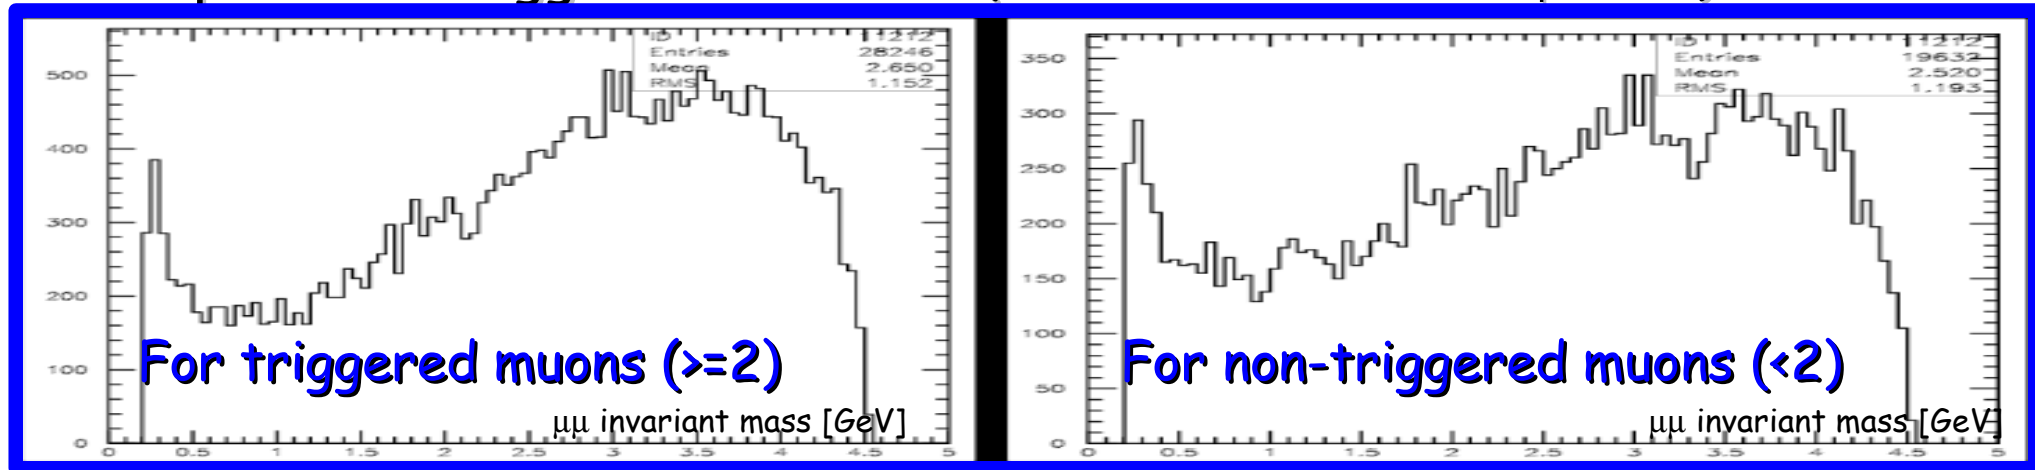 ID 11212
Entries 28246
Mean 2.650
RMS 1.152
500
400
300
200
100
0
For triggered muons (>=2)
μμ invariant mass [GeV]
0 0.5 1 1.5 2 2.5 3 3.5 4 4.5 5
ID 11212
Entries 19632
Mean 2.520
RMS 1.193
350
300
250
200
150
100
50
0
For non-triggered muons (<2)
μμ invariant mass [GeV]
0 0.5 1 1.5 2 2.5 3 3.5 4 4.5 5